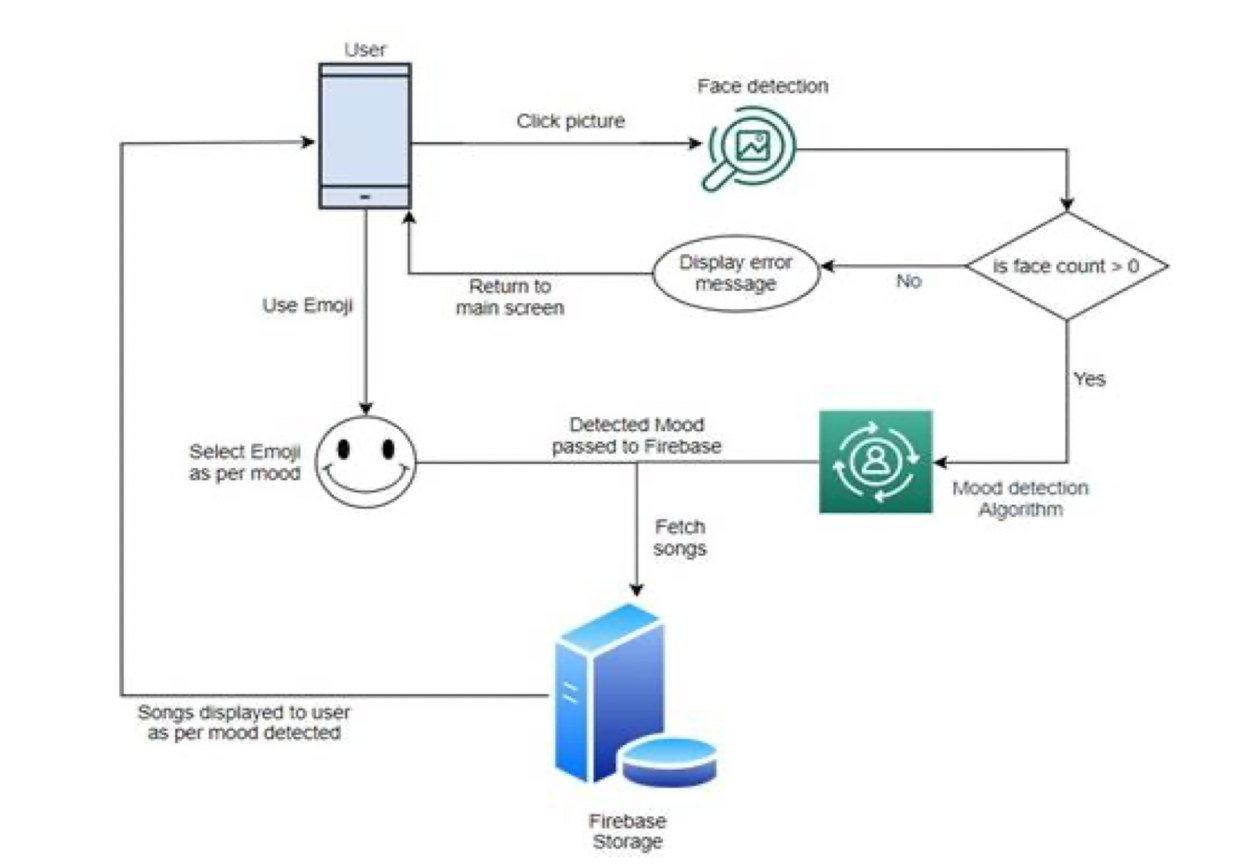 User
Face detection
Click picture
is face count > 0
No
Display error
message
Return to
main screen
Use Emoji
Yes
Select Emoji
as per mood
Detected Mood
passed to Firebase
Mood detection
Algorithm
Fetch
songs
Songs displayed to user
as per mood detected
Firebase
Storage